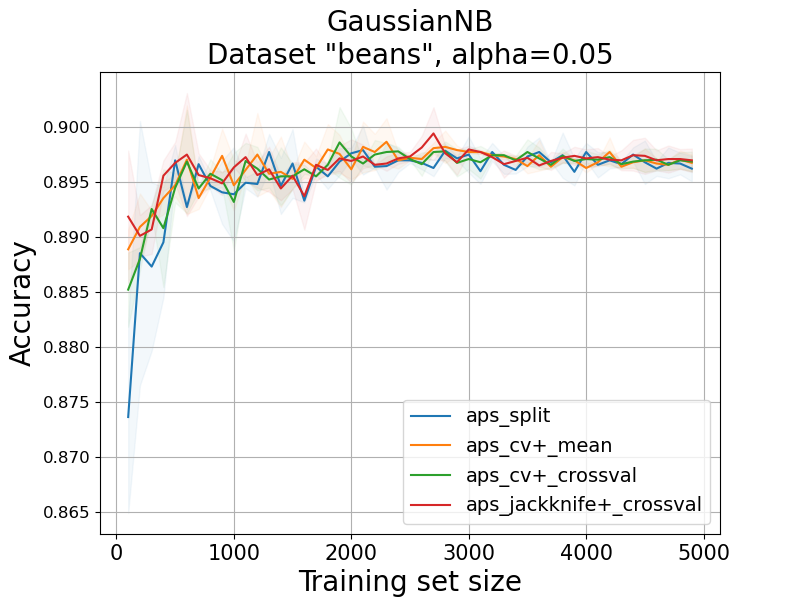 GaussianNB
Dataset "beans", alpha=0.05
Accuracy
0.900
0.895
0.890
0.885
0.880
0.875
0.870
0.865
aps_split
aps_cv+_mean
aps_cv+_crossval
aps_jackknife+_crossval
0 1000 2000 3000 4000 5000
Training set size